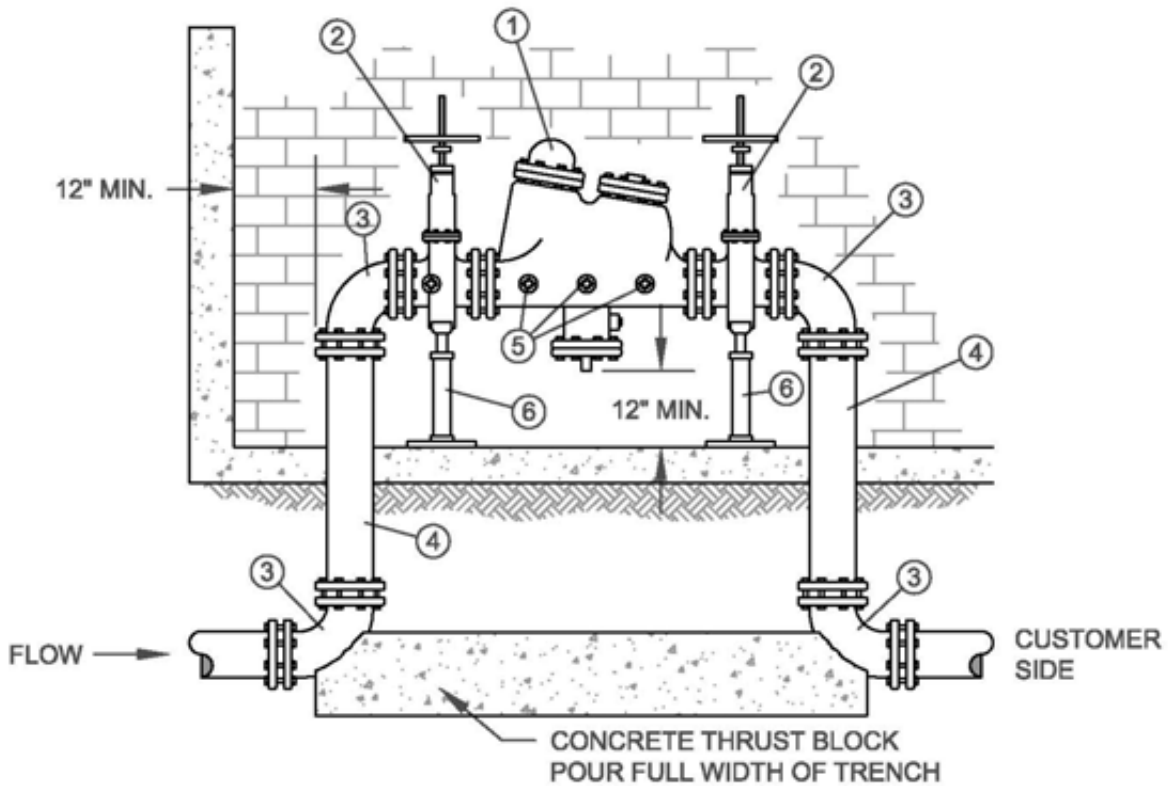 1
2
2
12" MIN.
3
3
5
4
6
12" MIN.
6
4
3
3
FLOW
CUSTOMER
SIDE
CONCRETE THRUST BLOCK
POUR FULL WIDTH OF TRENCH